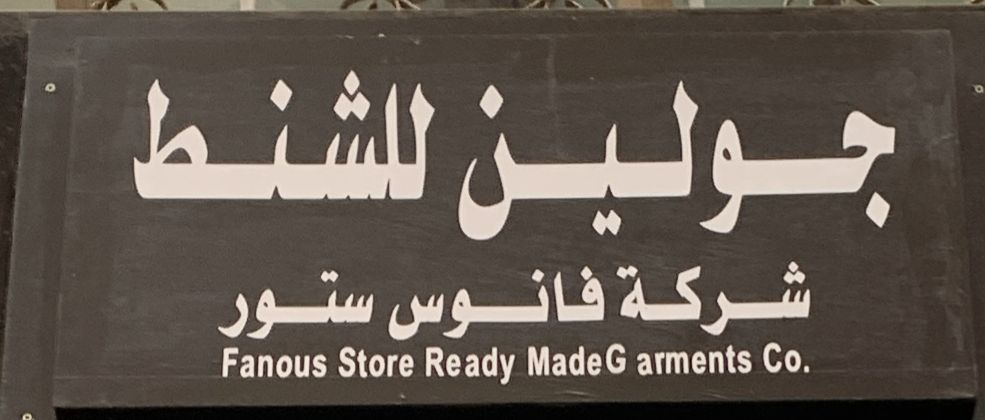 جولين للشنط
شركة فانوس ستور
Fanous Store Ready MadeG arments Co.